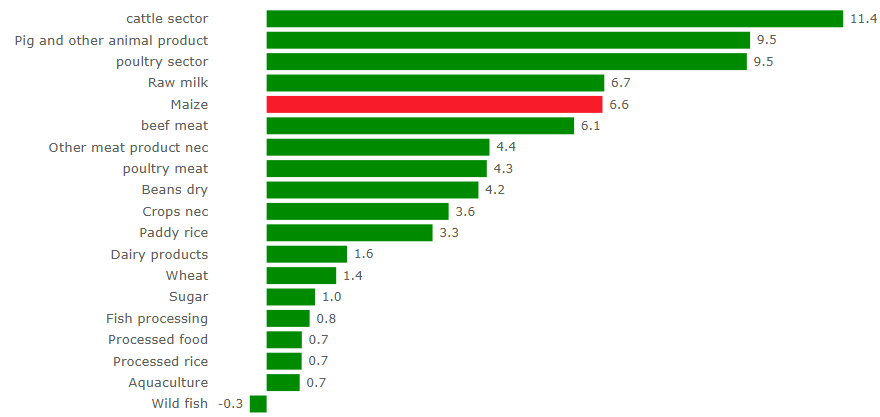 cattle sector 11.4
Pig and other animal product 9.5
poultry sector 9.5
Raw milk 6.7
Maize 6.6
beef meat 6.1
Other meat product nec 4.4
poultry meat 4.3
Beans dry 4.2
Crops nec 3.6
Paddy rice 3.3
Dairy products 1.6
Wheat 1.4
Sugar 1.0
Fish processing 0.8
Processed food 0.7
Processed rice 0.7
Aquaculture 0.7
Wild fish -0.3